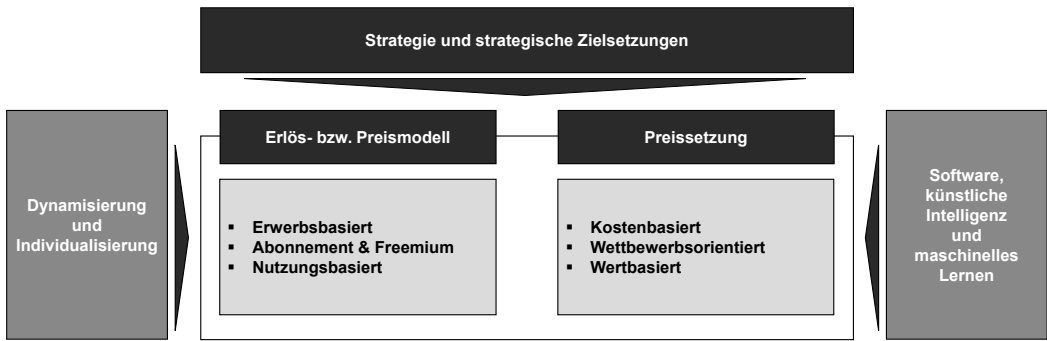 Strategie und strategische Zielsetzungen
Dynamisierung
und
Individualisierung
Erlös- bzw. Preismodell
▪ Erwerbsbasiert
▪ Abonnement & Freemium
▪ Nutzungsbasiert
Preissetzung
▪ Kostenbasiert
▪ Wettbewerbsorientiert
▪ Wertbasiert
Software,
künstliche
Intelligenz
und
maschinelles
Lernen